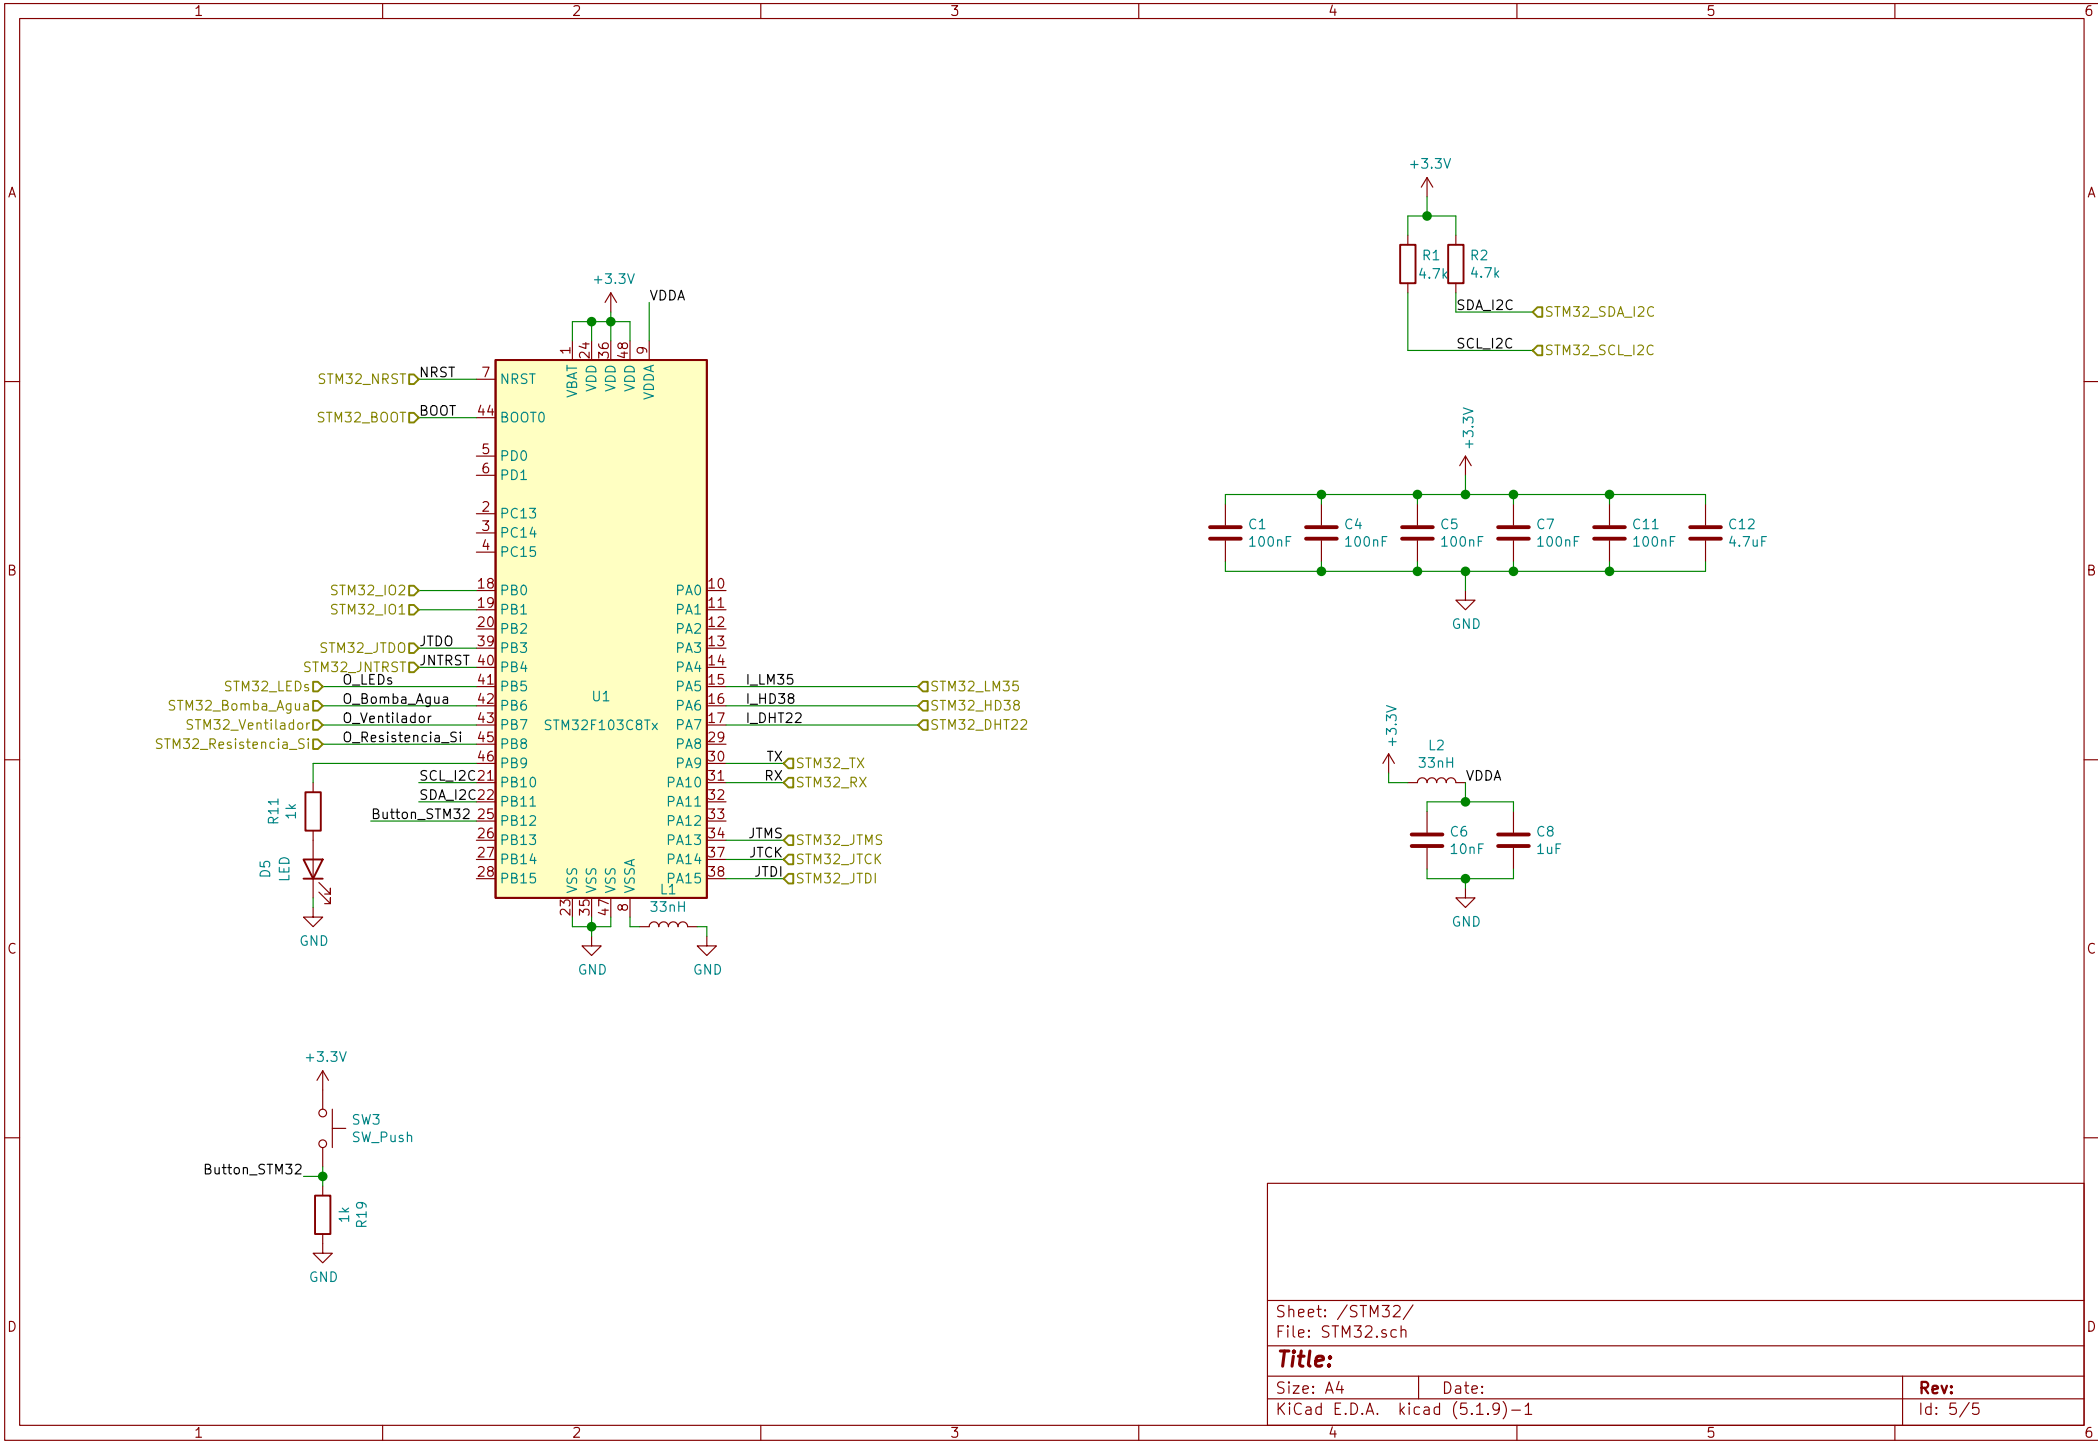 1 2 3 4 5 6
A A
B B
C C
D D
1 2 3 4 5 6
+3.3V
VDDA
1
24
36
48
9
VBAT
VDD
VDD
VDD
VDDA
STM32_NRST NRST 7 NRST
STM32_BOOT BOOT 44 BOOT0
5 PD0
6 PD1
2 PC13
3 PC14
4 PC15
STM32_IO2 18 PB0
STM32_IO1 19 PB1
20 PB2
STM32_JTDO JTDO 39 PB3
STM32_JNTRST JNTRST 40 PB4
STM32_LEDs O_LEDs 41 PB5
STM32_Bomba_Agua O_Bomba_Agua 42 PB6
STM32_Ventilador O_Ventilador 43 PB7
STM32_Resistencia_Si O_Resistencia_Si 45 PB8
46 PB9
SCL_I2C 21 PB10
SDA_I2C 22 PB11
Button_STM32 25 PB12
26 PB13
27 PB14
28 PB15
U1
STM32F103C8Tx
PA0 10
PA1 11
PA2 12
PA3 13
PA4 14
PA5 15 I_LM35 STM32_LM35
PA6 16 I_HD38 STM32_HD38
PA7 17 I_DHT22 STM32_DHT22
PA8 29
PA9 30 TX STM32_TX
PA10 31 RX STM32_RX
PA11 32
PA12 33
PA13 34 JTMS STM32_JTMS
PA14 37 JTCK STM32_JTCK
PA15 38 JTDI STM32_JTDI
VSS
VSS
VSS
VSSA
23
35
47
8
L1
33nH
GND
GND
R11
1k
D5
LED
GND
+3.3V
SW3
SW_Push
Button_STM32
1k
R19
GND
+3.3V
R1
4.7k
R2
4.7k
SDA_I2C STM32_SDA_I2C
SCL_I2C STM32_SCL_I2C
+3.3V
C1
100nF
C4
100nF
C5
100nF
C7
100nF
C11
100nF
C12
4.7uF
GND
+3.3V
L2
33nH
VDDA
C6
10nF
C8
1uF
GND
Sheet: /STM32/
File: STM32.sch
Title:
Size: A4 Date: Rev:
KiCad E.D.A. kicad (5.1.9)-1 Id: 5/5